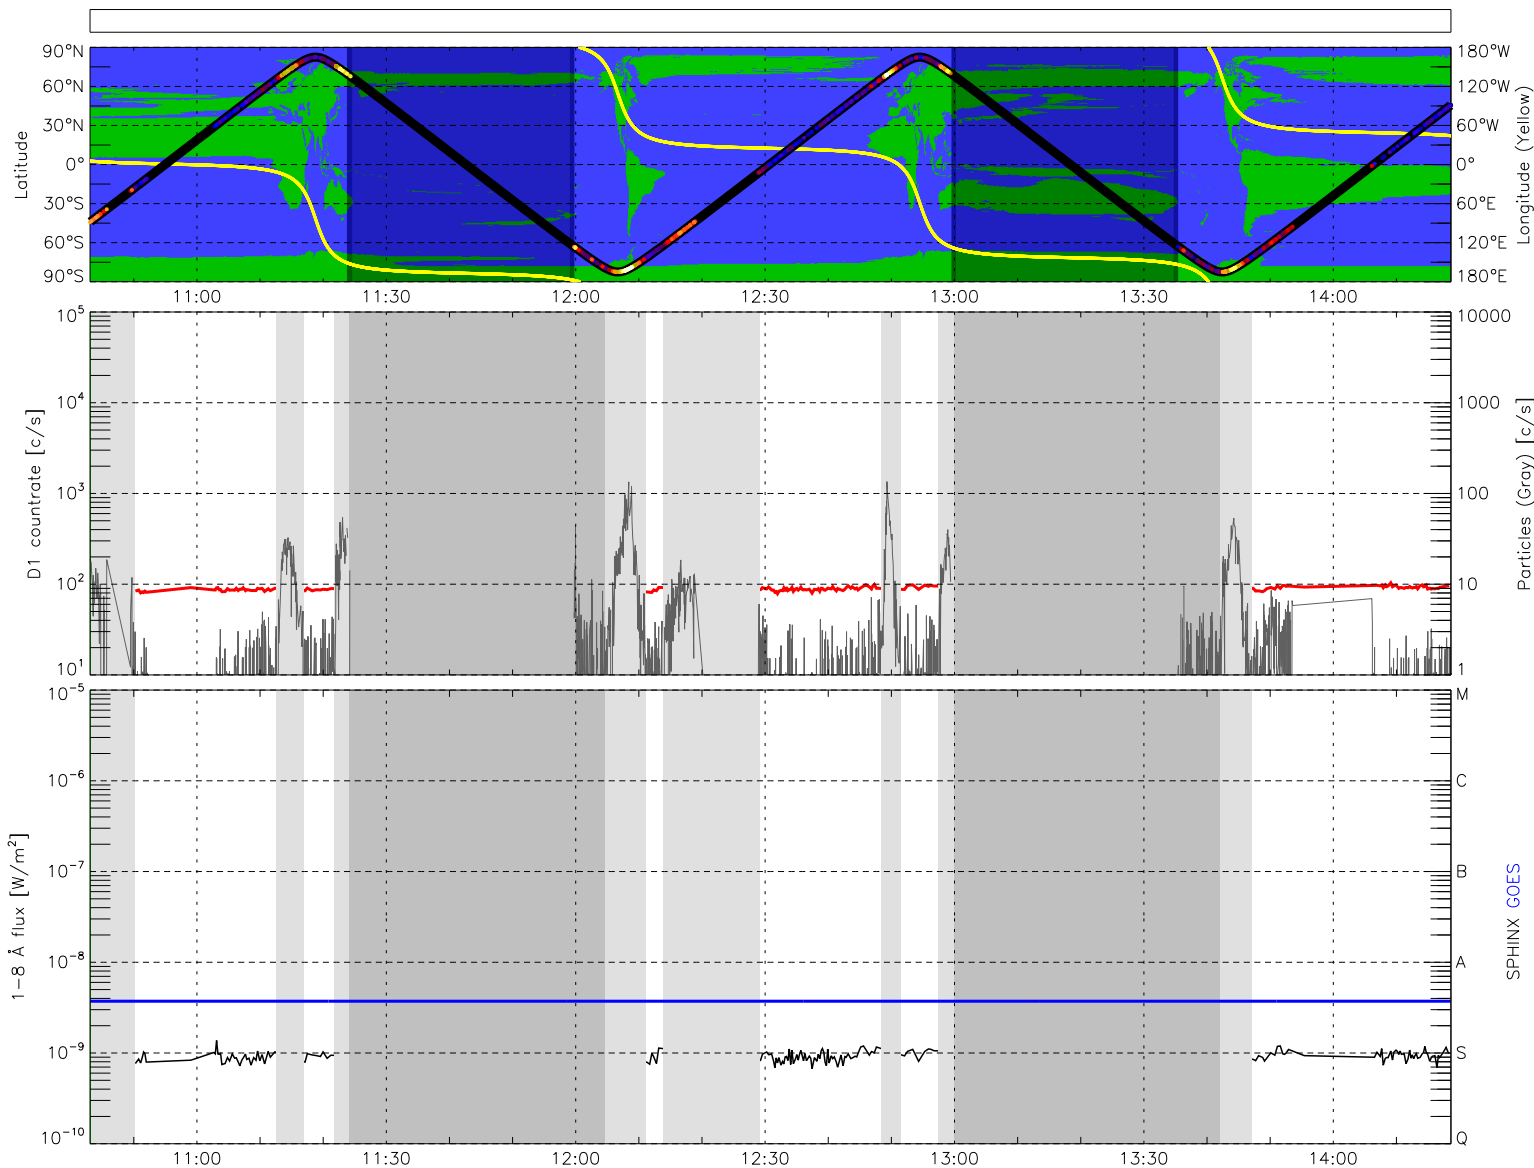 90°N
60°N
30°N
0°
30°S
60°S
90°S
Latitude
180°W
120°W
60°W
0°
60°E
120°E
180°E
Longitude (Yellow)
11:00 11:30 12:00 12:30 13:00 13:30 14:00
10⁵
10⁴
10³
10²
10¹
D1 countrate [c/s]
10000
1000
100
10
1
Particles (Gray) [c/s]
10⁻⁵
10⁻⁶
10⁻⁷
10⁻⁸
10⁻⁹
10⁻¹⁰
1−8 Å flux [W/m²]
M
C
B
A
S
Q
SPHINX GOES
11:00 11:30 12:00 12:30 13:00 13:30 14:00